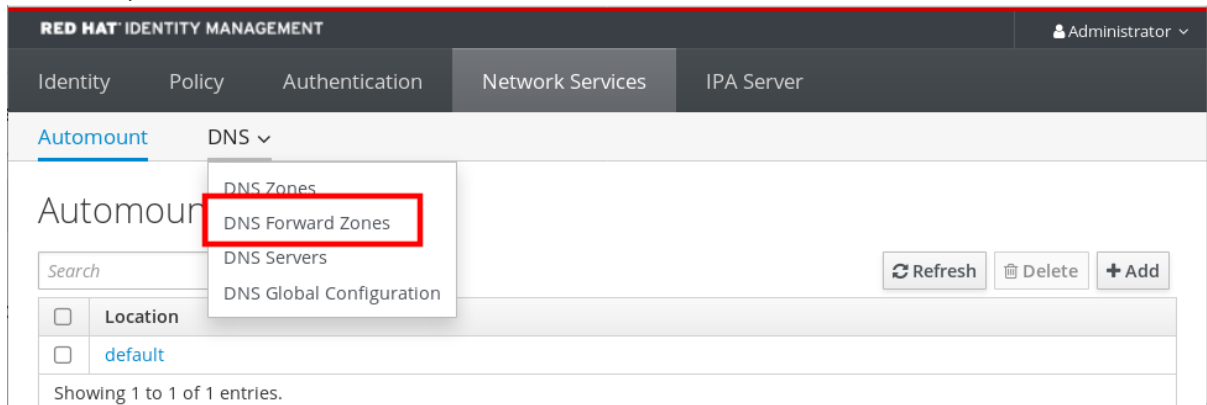 RED HAT® IDENTITY MANAGEMENT Administrator
Identity Policy Authentication Network Services IPA Server
Automount DNS
DNS Zones
DNS Forward Zones
DNS Servers
DNS Global Configuration
Automoun
Search Refresh Delete + Add
Location
default
Showing 1 to 1 of 1 entries.